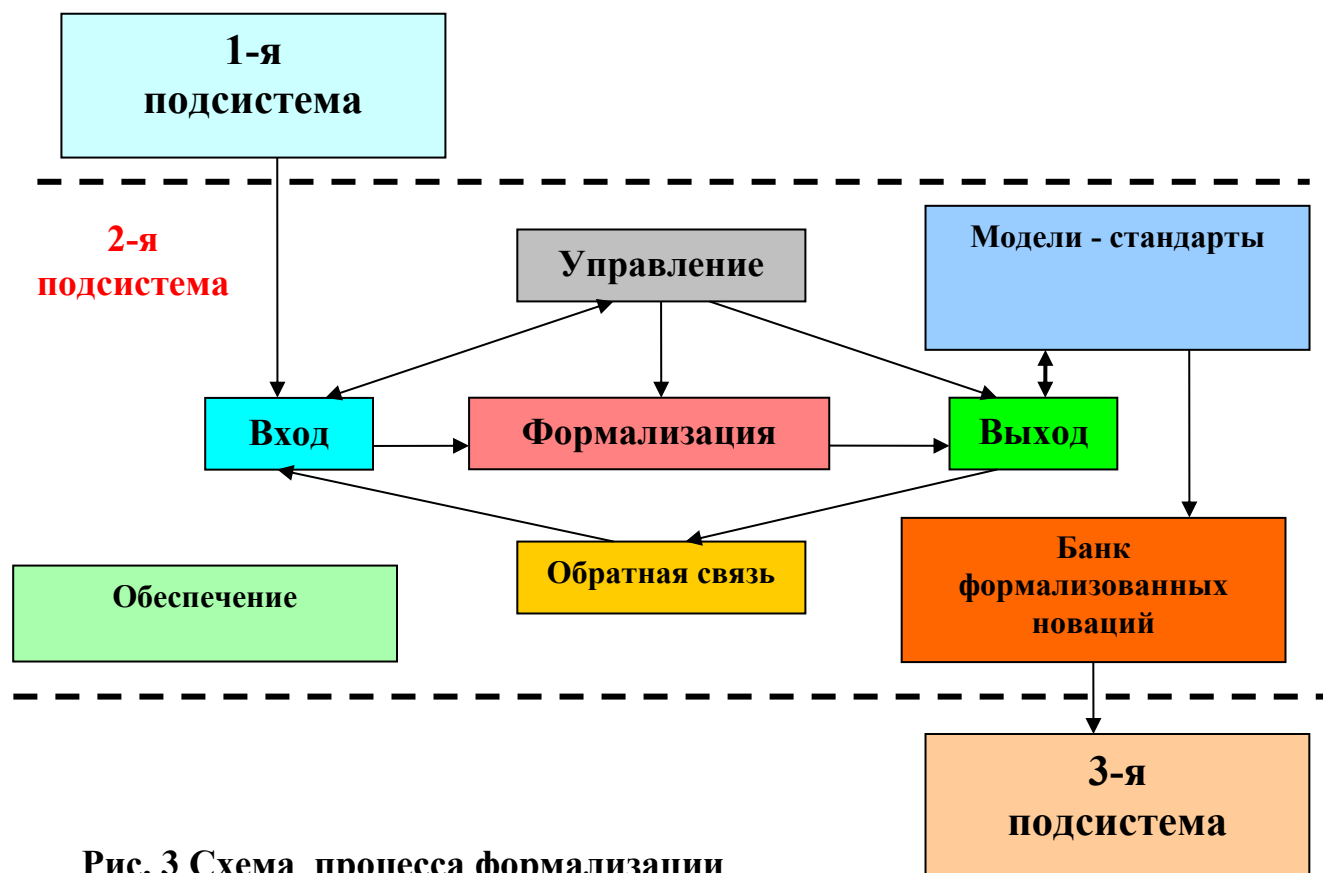 1-я
подсистема
2-я
подсистема
Управление
Модели - стандарты
Вход
Формализация
Выход
Обратная связь
Обеспечение
Банк
формализованных
новаций
3-я
подсистема
Рис. 3 Схема процесса формализации